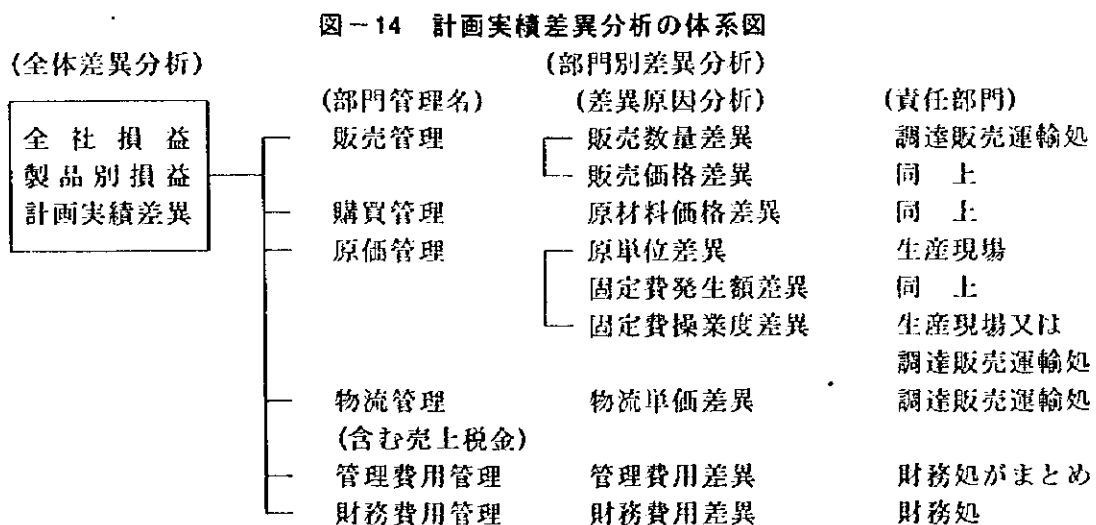 図－14　計画実績差異分析の体系図
(全体差異分析)　(部門別差異分析)
(部門管理名)　(差異原因分析)　(責任部門)
全社損益　販売管理　販売数量差異　調達販売運輸処
製品別損益　販売価格差異　同　上
計画実績差異　購買管理　原材料価格差異　同　上
原価管理　原単位差異　生産現場
固定費発生額差異　同　上
固定費操業度差異　生産現場又は
調達販売運輸処
物流管理　物流単価差異　調達販売運輸処
(含む売上税金)
管理費用管理　管理費用差異　財務処がまとめ
財務費用管理　財務費用差異　財務処